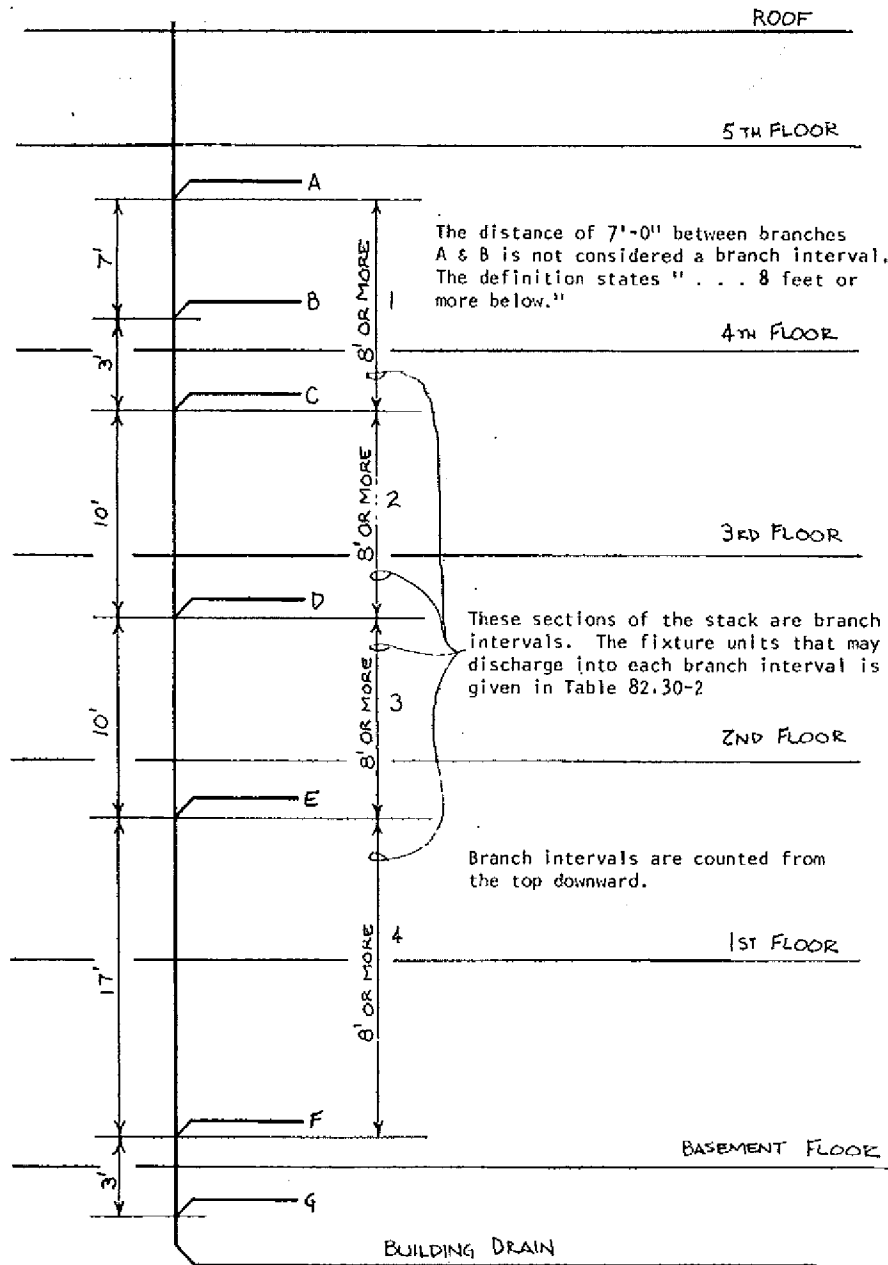 ROOF
5TH FLOOR
A
7'
8' OR MORE
1
The distance of 7'-0" between branches
A & B is not considered a branch interval.
The definition states " . . . 8 feet or
more below."
B
4TH FLOOR
3'
C
10'
8' OR MORE
2
3RD FLOOR
D
These sections of the stack are branch
intervals. The fixture units that may
discharge into each branch interval is
given in Table 82.30-2
10'
8' OR MORE
3
2ND FLOOR
E
Branch intervals are counted from
the top downward.
17'
8' OR MORE
4
1ST FLOOR
F
BASEMENT FLOOR
3'
G
BUILDING DRAIN